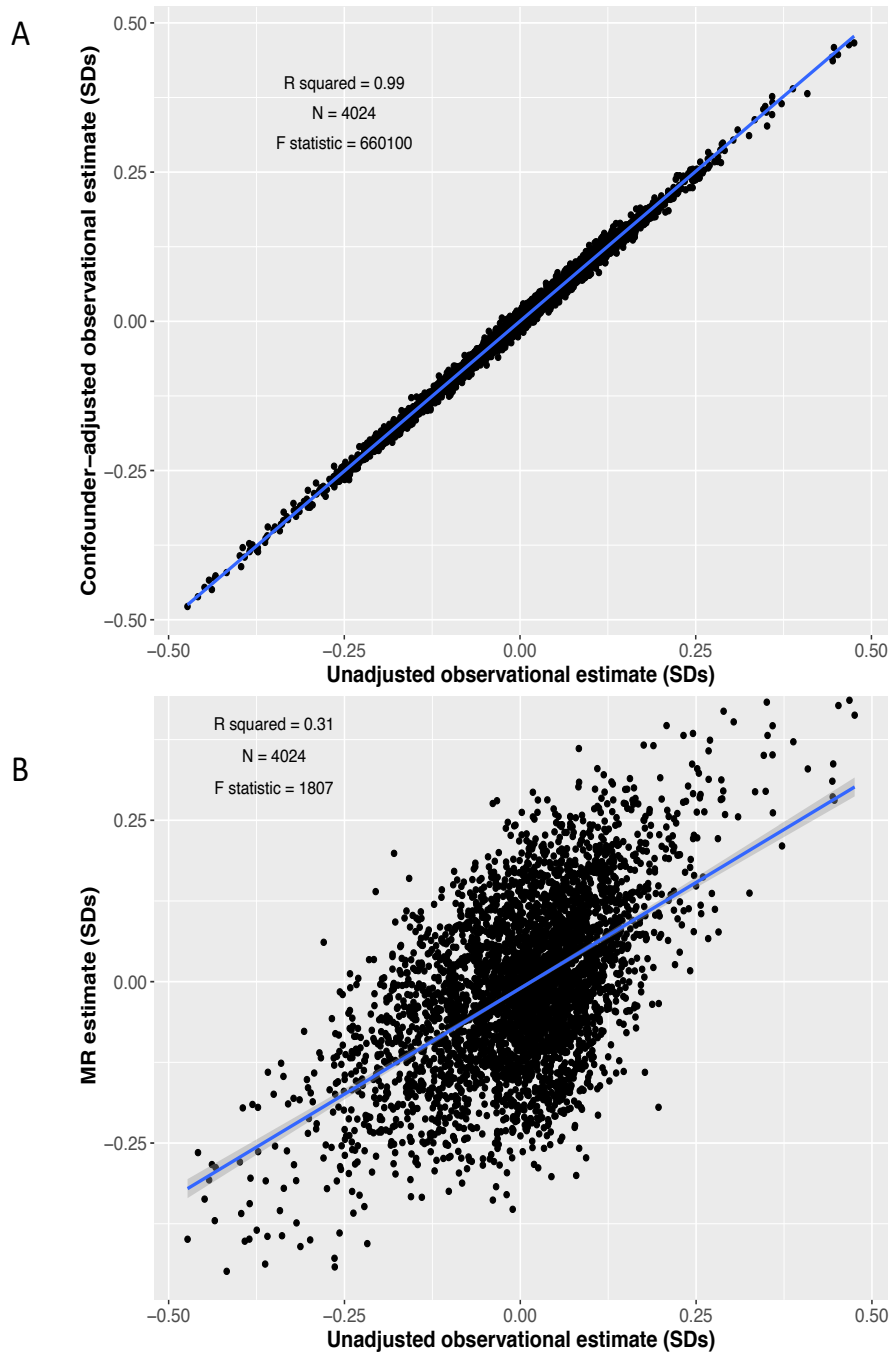 A
Confounder−adjusted observational estimate (SDs)
0.50
0.25
0.00
−0.25
−0.50
R squared = 0.99
N = 4024
F statistic = 660100
−0.50 −0.25 0.00 0.25 0.50
Unadjusted observational estimate (SDs)
B
MR estimate (SDs)
0.25
0.00
−0.25
R squared = 0.31
N = 4024
F statistic = 1807
−0.50 −0.25 0.00 0.25 0.50
Unadjusted observational estimate (SDs)